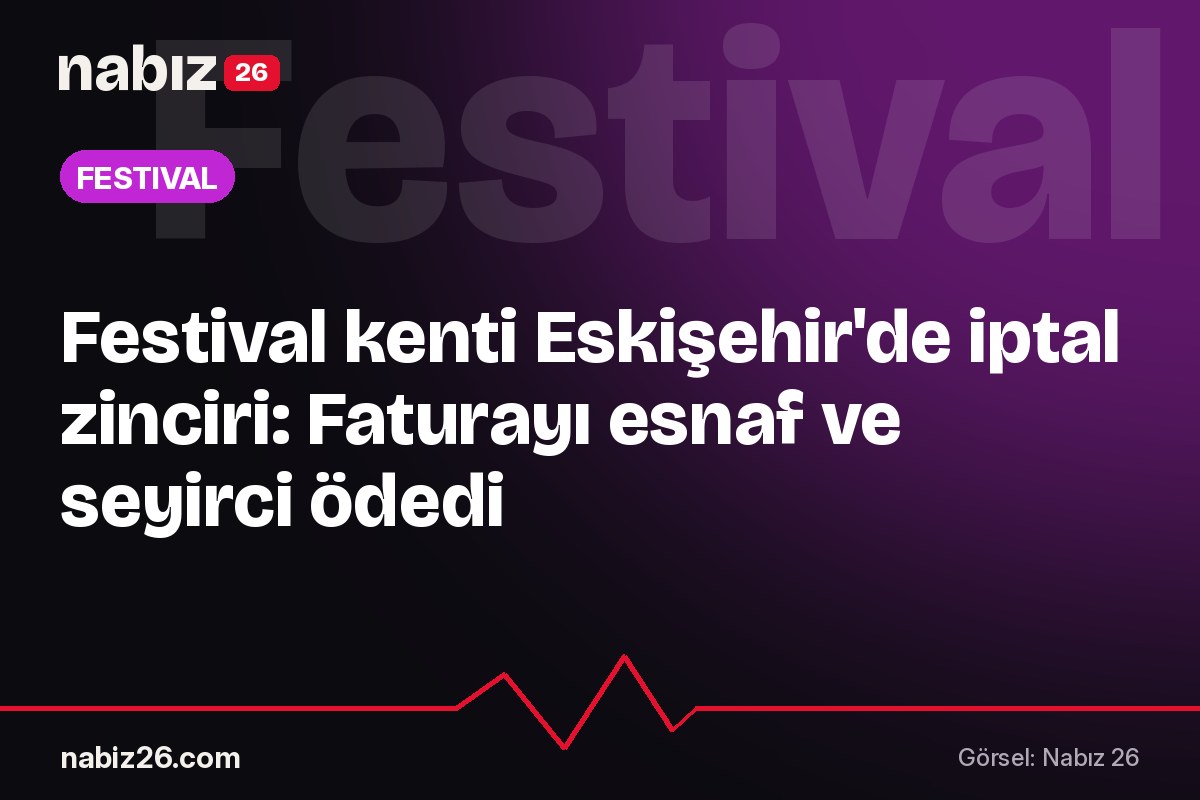 Festival
nabız 26
FESTIVAL
Festival kenti Eskişehir'de iptal
zinciri: Faturayı esnaf ve
seyirci ödedi
nabiz26.com
Görsel: Nabız 26